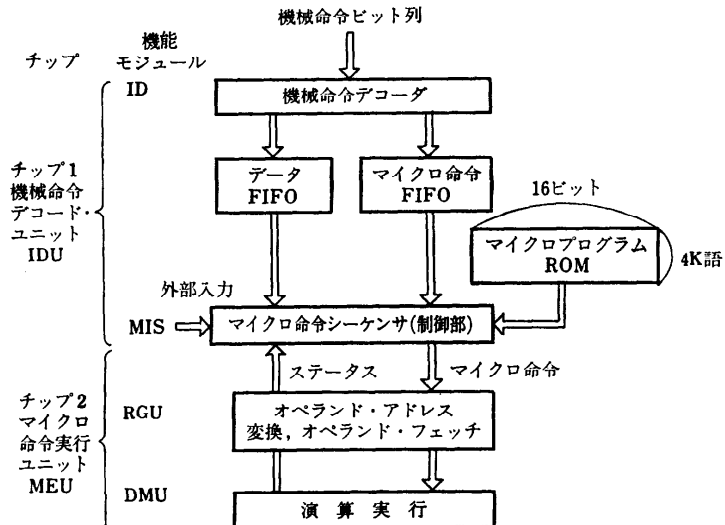 機械命令ビット列
チップ
機能
モジュール
ID
機械命令デコーダ
チップ1
機械命令
デコード・
ユニット
IDU
データ
FIFO
マイクロ命令
FIFO
16ビット
マイクロプログラム
ROM
4K語
外部入力
MIS
マイクロ命令シーケンサ(制御部)
ステータス
マイクロ命令
チップ2
マイクロ
命令実行
ユニット
MEU
RGU
オペランド・アドレス
変換,オペランド・フェッチ
DMU
演算実行